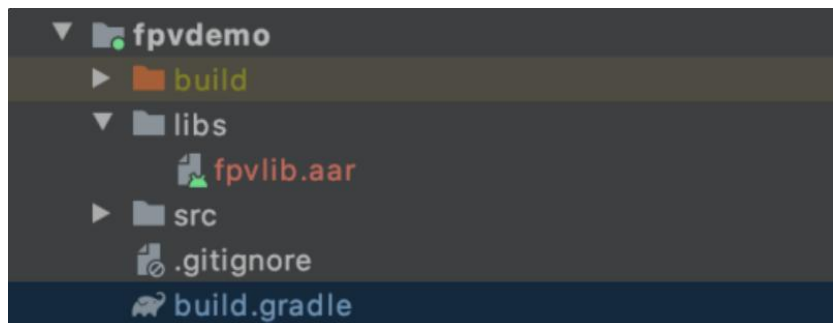 fpvdemo
build
libs
fpvlib.aar
src
.gitignore
build.gradle